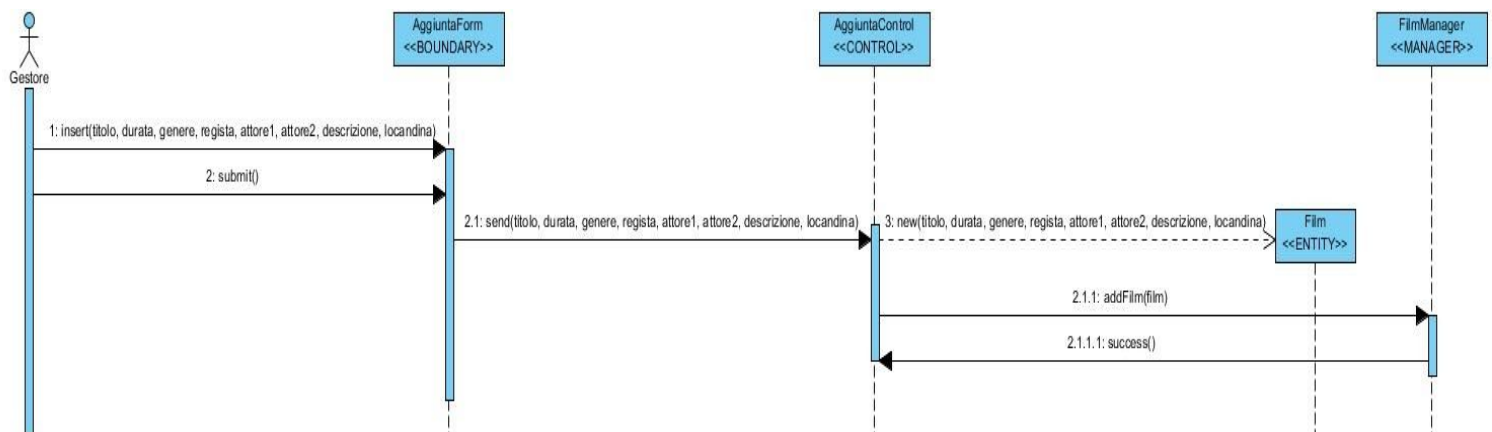 AggiuntaForm
<<BOUNDARY>>
AggiuntaControl
<<CONTROL>>
FilmManager
<<MANAGER>>
Gestore
1: insert(titolo, durata, genere, regista, attore1, attore2, descrizione, locandina)
2: submit()
2.1: send(titolo, durata, genere, regista, attore1, attore2, descrizione, locandina)
3: new(titolo, durata, genere, regista, attore1, attore2, descrizione, locandina)
Film
<<ENTITY>>
2.1.1: addFilm(film)
2.1.1.1: success()